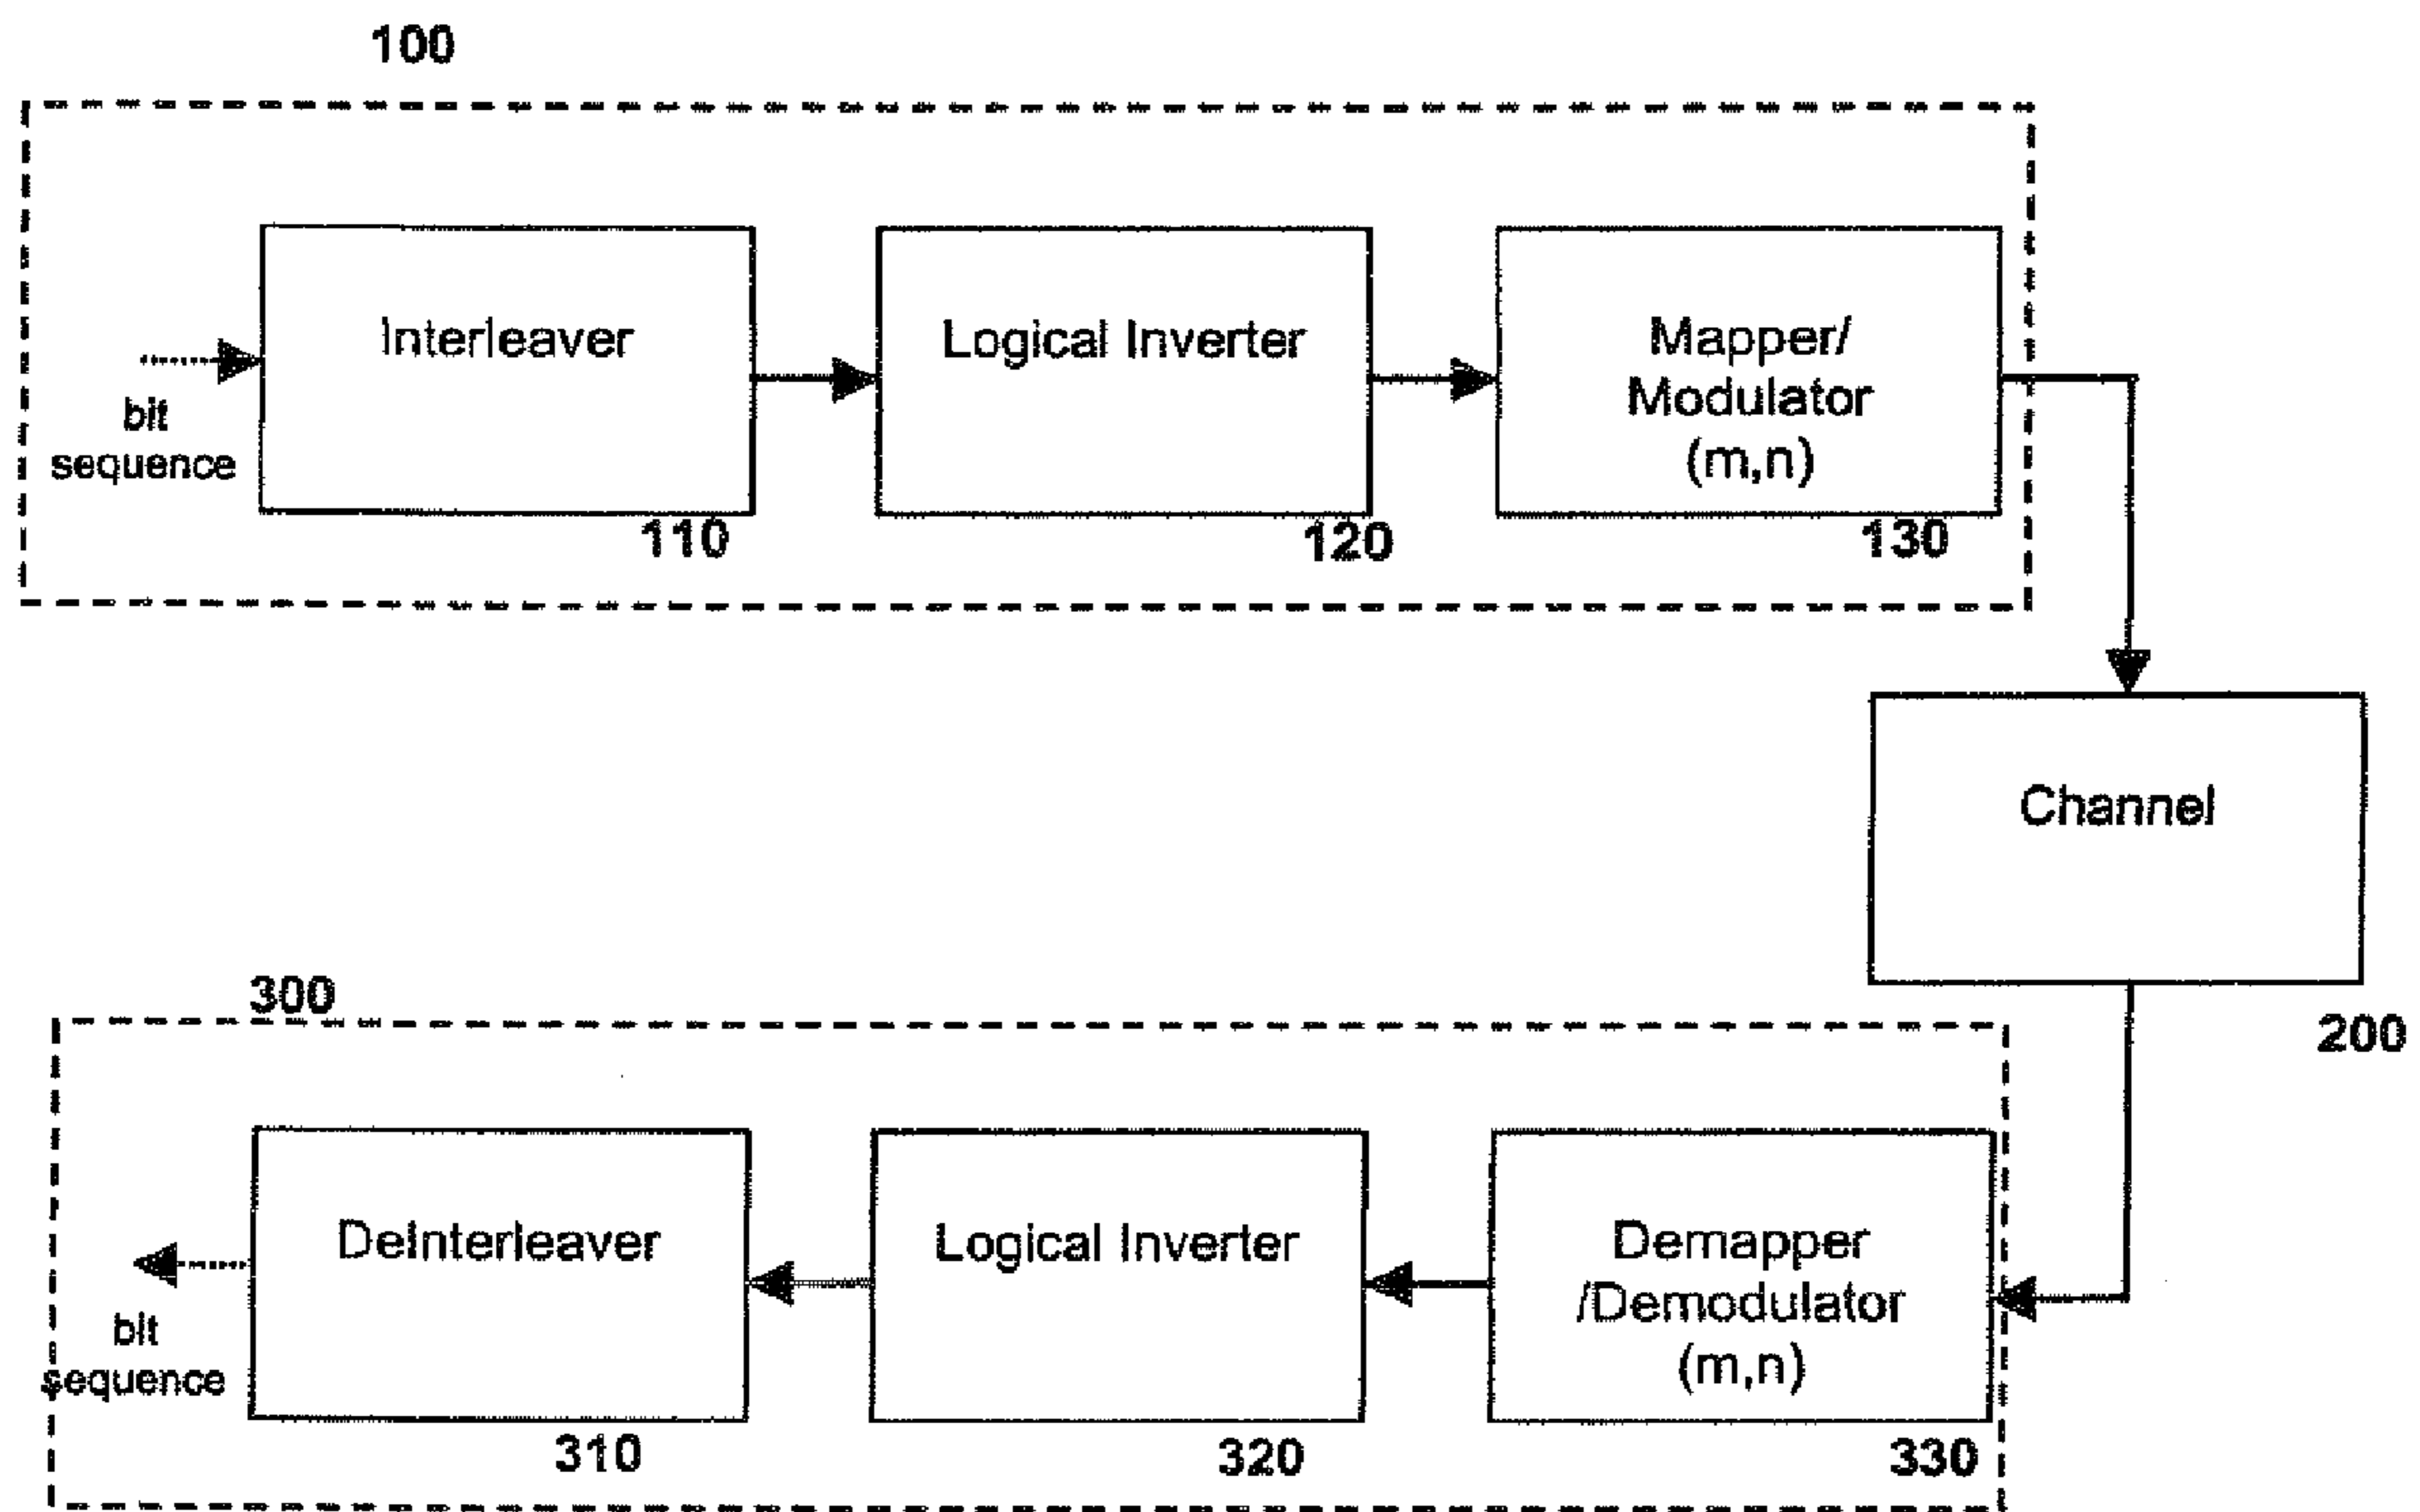 100
Interleaver
Logical Inverter
Mapper/
Modulator
(m,n)
bit
sequence
110
120
130
Channel
200
300
DeInterleaver
Logical Inverter
Demapper
/Demodulator
(m,n)
bit
sequence
310
320
330